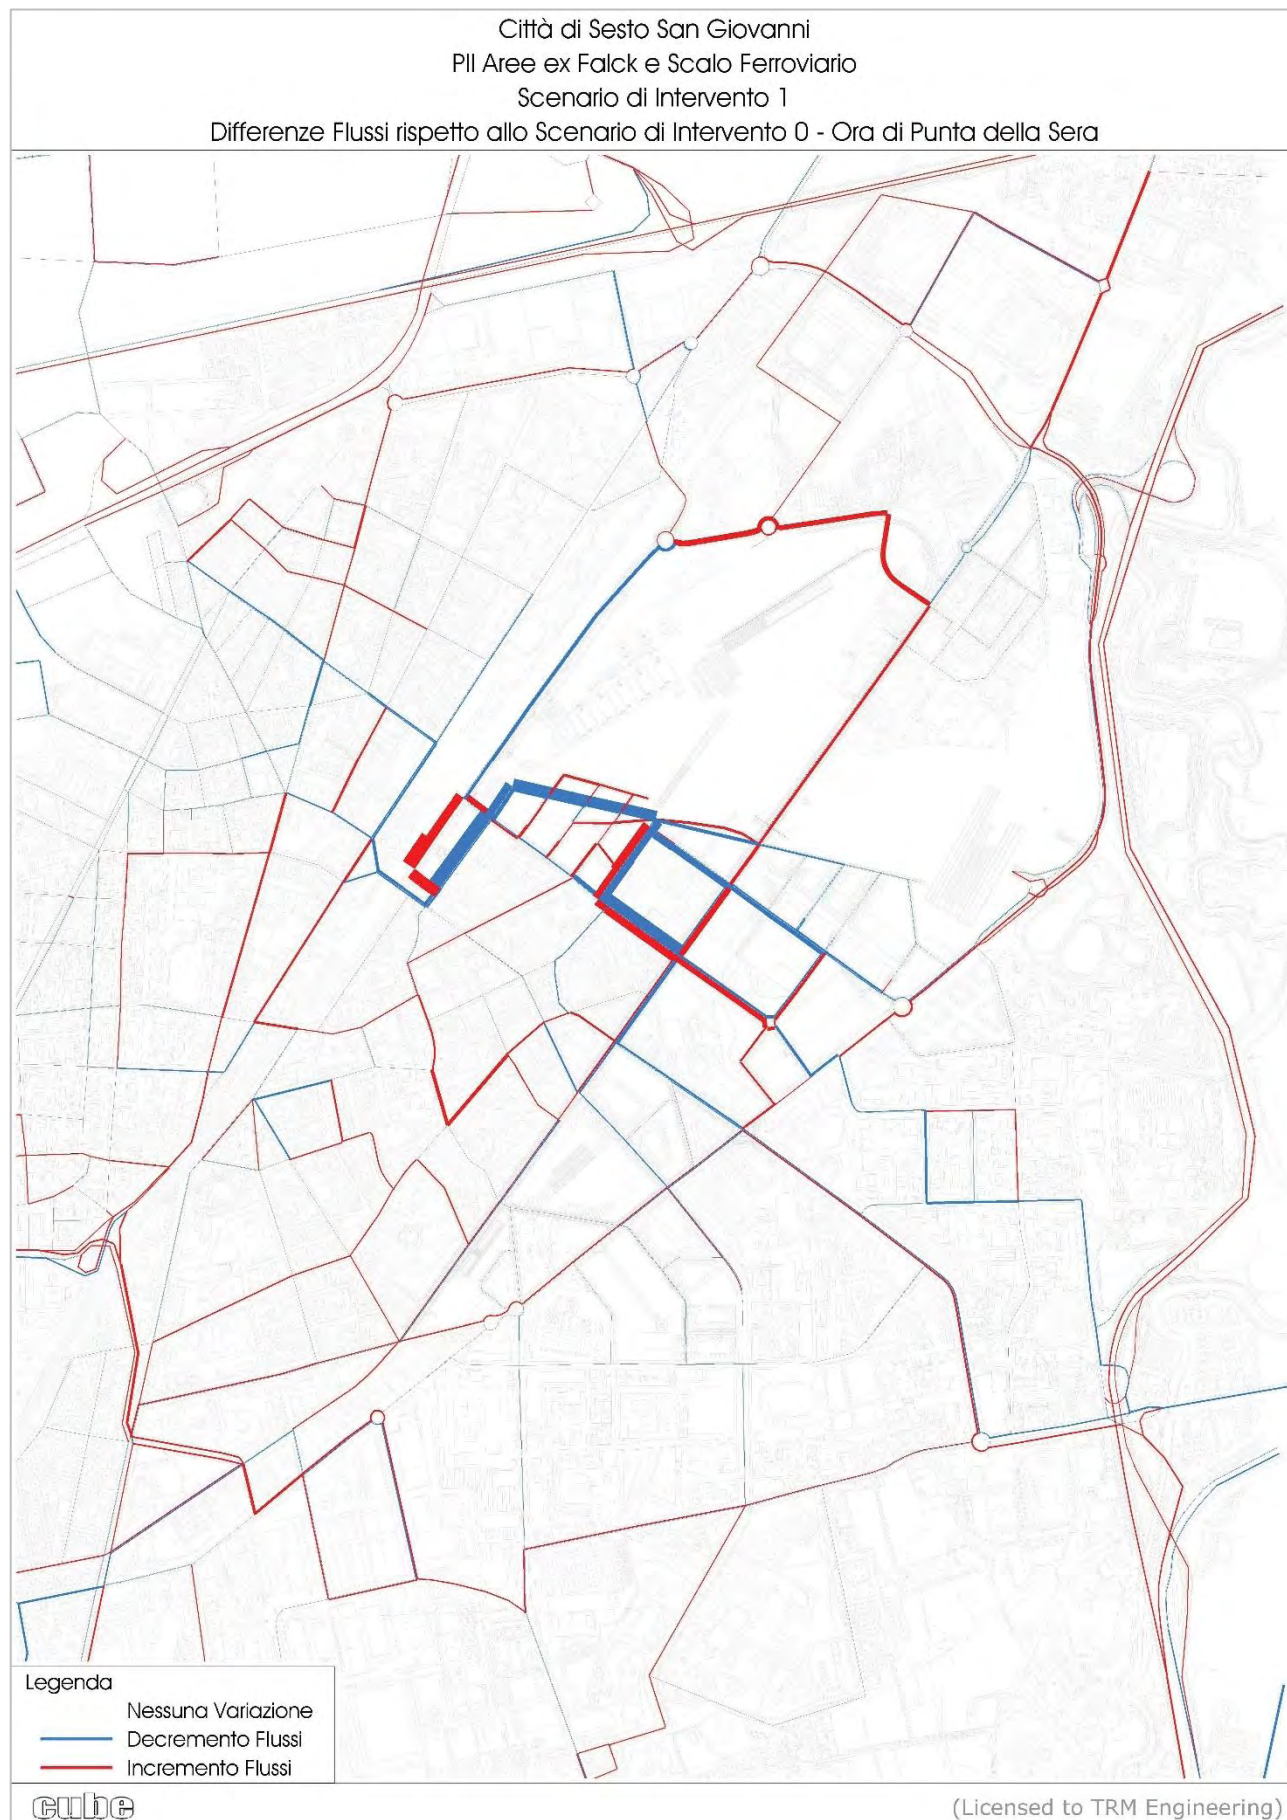 Città di Sesto San Giovanni
PII Aree ex Falck e Scalo Ferroviario
Scenario di Intervento 1
Differenze Flussi rispetto allo Scenario di Intervento 0 - Ora di Punta della Sera
Legenda
Nessuna Variazione
Decremento Flussi
Incremento Flussi
cube
(Licensed to TRM Engineering)